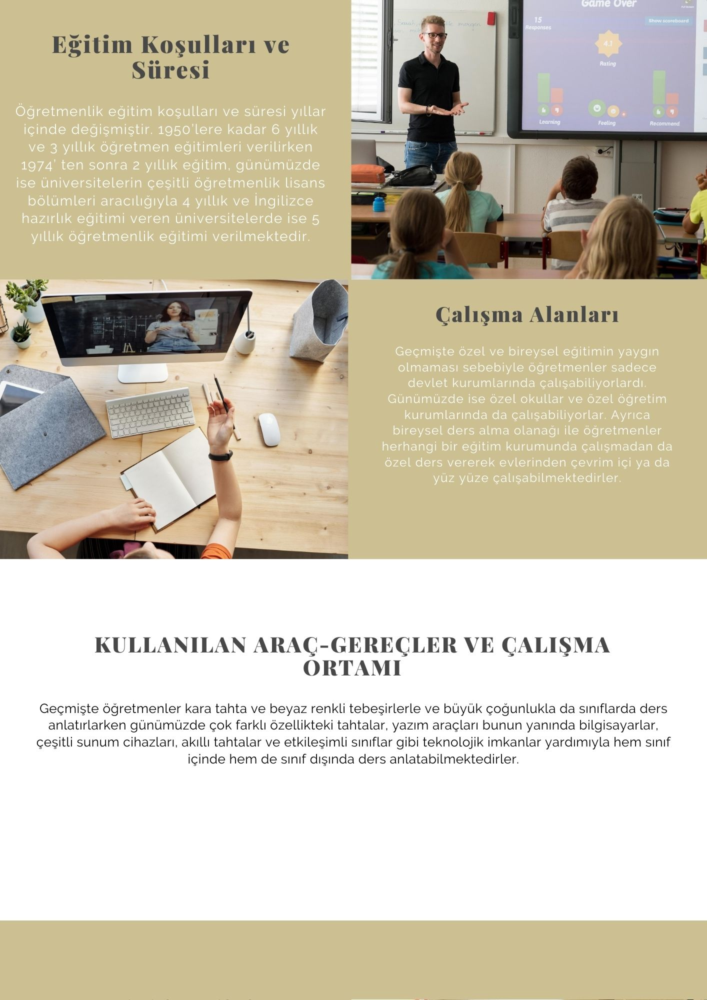 Eğitim Koşulları ve
Süresi
Öğretmenlik eğitim koşulları ve süresi yıllar
içinde değişmiştir. 1950'lere kadar 6 yıllık
ve 3 yıllık öğretmen eğitimleri verilirken
1974' ten sonra 2 yıllık eğitim, günümüzde
ise üniversitelerin çeşitli öğretmenlik lisans
bölümleri aracılığıyla 4 yıllık ve İngilizce
hazırlık eğitimi veren üniversitelerde ise 5
yıllık öğretmenlik eğitimi verilmektedir.
Game Over
Full Screen
15
Responses
Show scoreboard
4.1
Rating
Learning
Feeling
Recommend
morgen
Çalışma Alanları
Geçmişte özel ve bireysel eğitimin yaygın
olmaması sebebiyle öğretmenler sadece
devlet kurumlarında çalışabiliyorlardı.
Günümüzde ise özel okullar ve özel öğretim
kurumlarında da çalışabiliyorlar. Ayrıca
bireysel ders alma olanağı ile öğretmenler
herhangi bir eğitim kurumunda çalışmadan da
özel ders vererek evlerinden çevrim içi ya da
yüz yüze çalışabilmektedirler.
KULLANILAN ARAÇ-GEREÇLER VE ÇALIŞMA
ORTAMI
Geçmişte öğretmenler kara tahta ve beyaz renkli tebeşirlerle ve büyük çoğunlukla da sınıflarda ders
anlatırlarken günümüzde çok farklı özellikteki tahtalar, yazım araçları bunun yanında bilgisayarlar,
çeşitli sunum cihazları, akıllı tahtalar ve etkileşimli sınıflar gibi teknolojik imkanlar yardımıyla hem sınıf
içinde hem de sınıf dışında ders anlatabilmektedirler.